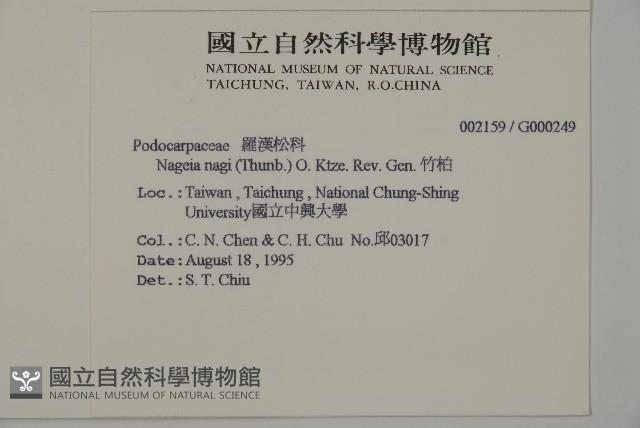 國立自然科學博物館
NATIONAL MUSEUM OF NATURAL SCIENCE
TAICHUNG, TAIWAN, R.O.CHINA
002159 / G000249
Podocarpaceae 羅漢松科
Nageia nagi (Thunb.) O. Ktze. Rev. Gen. 竹柏
Loc.: Taiwan , Taichung , National Chung-Shing
University國立中興大學
Col.: C. N. Chen & C. H. Chu No.邱03017
Date: August 18 , 1995
Det.: S. T. Chiu
國立自然科學博物館
NATIONAL MUSEUM OF NATURAL SCIENCE